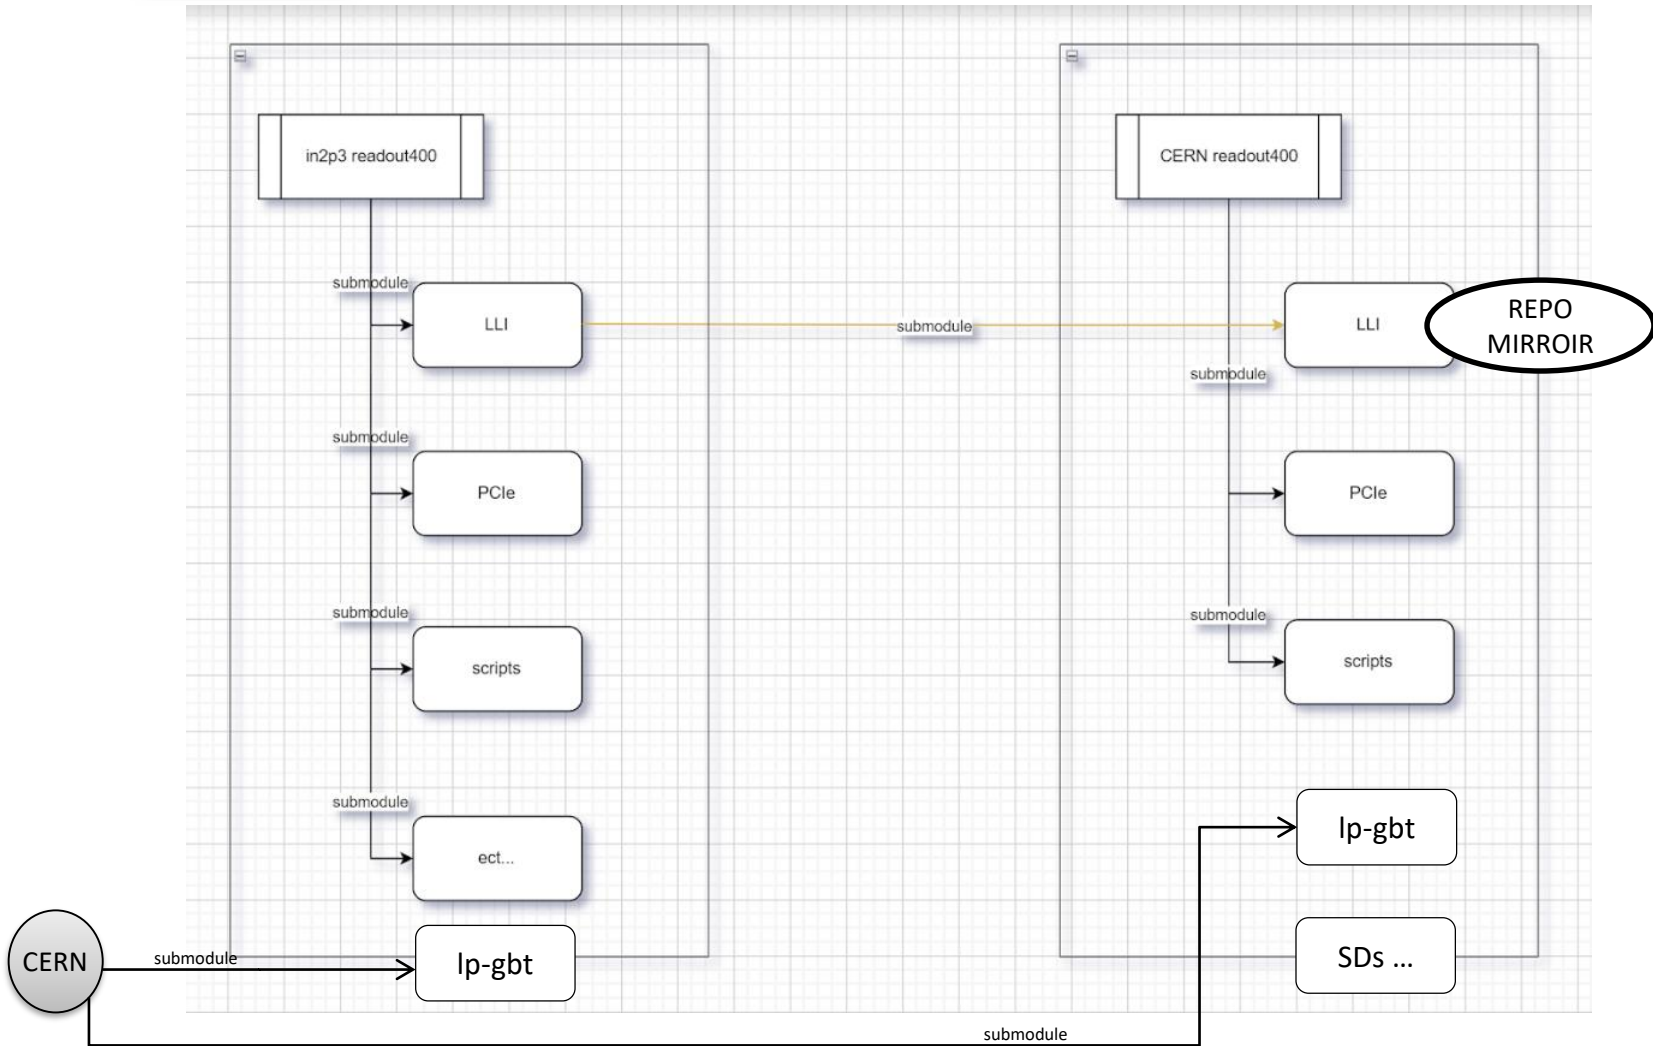 in2p3 readout400
CERN readout400
submodule
LLI
submodule
LLI
REPO
MIRROIR
submodule
submodule
PCIe
PCIe
submodule
scripts
submodule
scripts
submodule
ect...
lp-gbt
CERN
submodule
lp-gbt
SDs ...
submodule